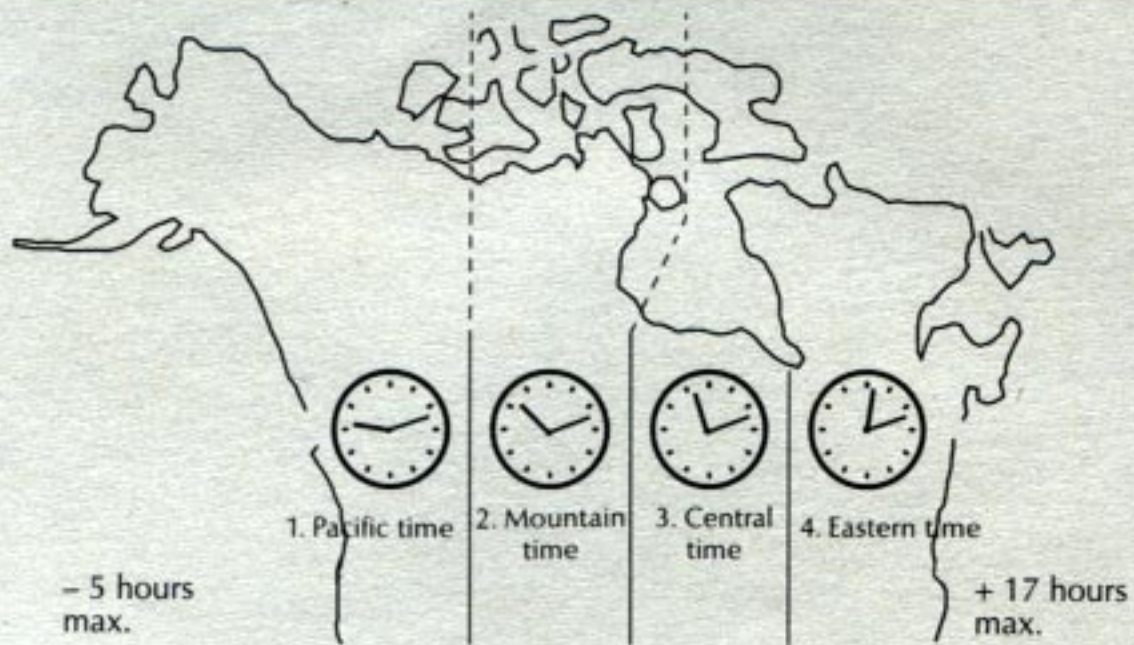 1. Pacific time
2. Mountain
time
3. Central
time
4. Eastern time
– 5 hours
max.
+ 17 hours
max.